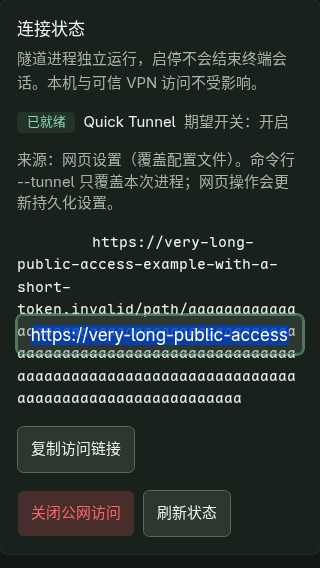 连接状态
隧道进程独立运行，启停不会结束终端会
话。本机与可信 VPN 访问不受影响。
已就绪 Quick Tunnel 期望开关：开启
来源：网页设置（覆盖配置文件）。命令行
--tunnel 只覆盖本次进程；网页操作会更
新持久化设置。
https://very-long-
public-access-example-with-a-
short-
token.invalid/path/aaaaaaaaaaaa
https://very-long-public-access
aaaaaaaaaaaaaaaaaaaaaaaaaaaaaaa
aaaaaaaaaaaaaaaaaaaaaaaaaaaaaaa
aaaaaaaaaaaaaaaaaaaaaaaaa
复制访问链接
关闭公网访问 刷新状态